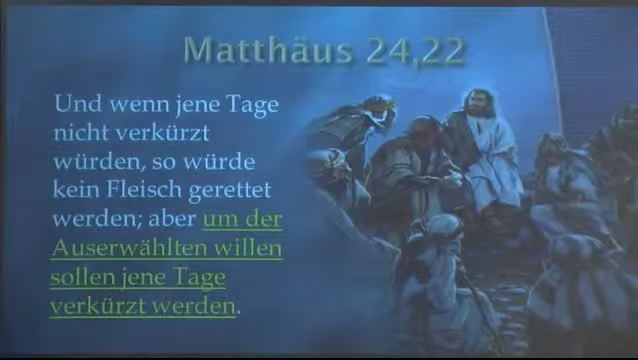 Matthäus 24,22
Und wenn jene Tage
nicht verkürzt
würden, so würde
kein Fleisch gerettet
werden; aber um der
Auserwählten willen
sollen jene Tage
verkürzt werden.